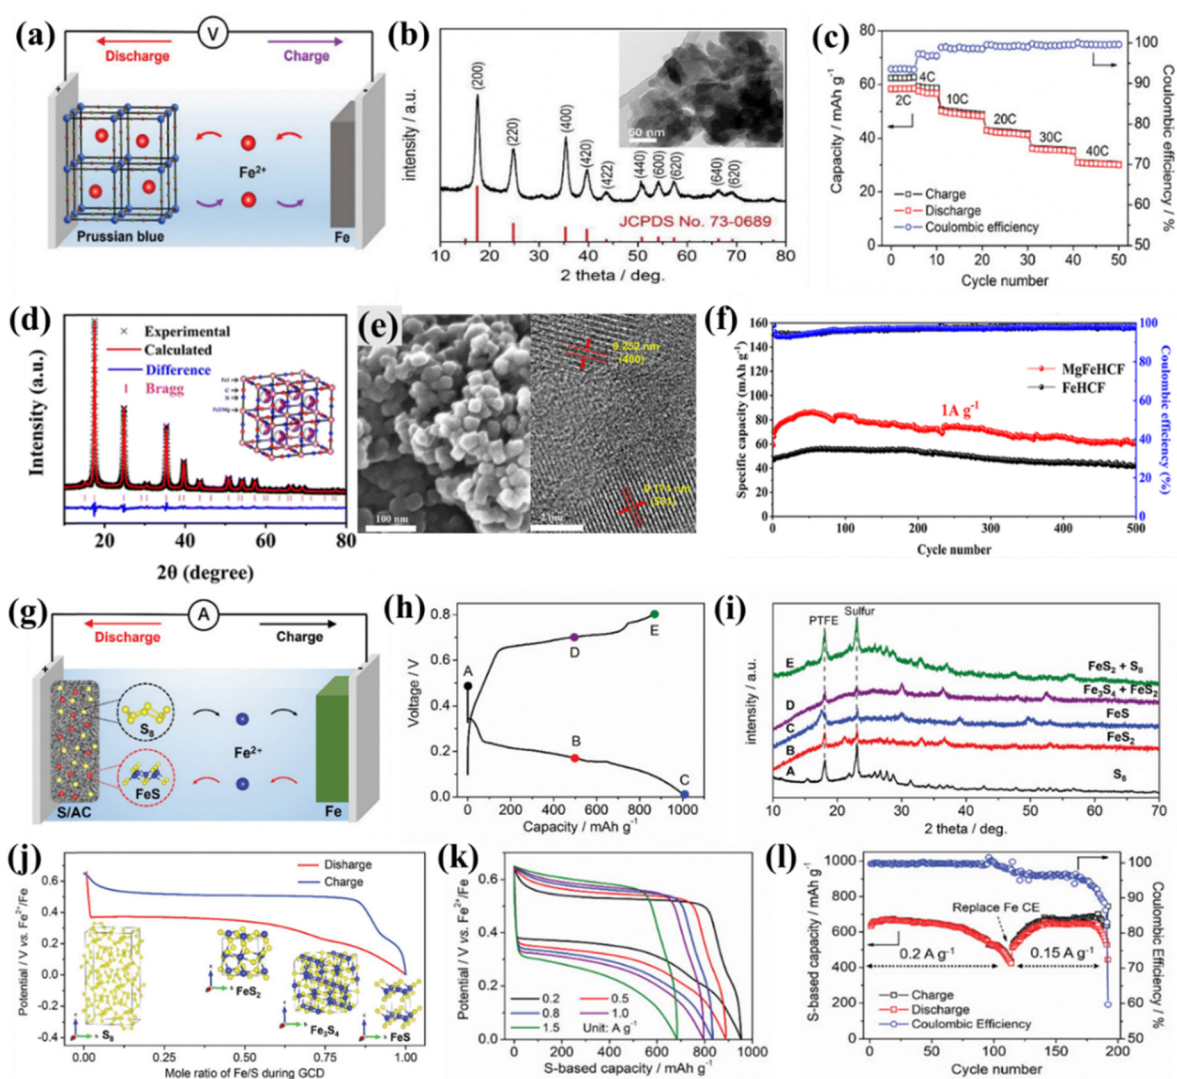 (a)
V
Discharge
Charge
+
-
Fe²⁺
Prussian blue
Fe
(b)
intensity / a.u.
(200)
(220)
(400)
(420)
(422)
(440)
(600)
(620)
(640)
(620)
50 nm
JCPDS No. 73-0689
10 20 30 40 50 60 70 80
2 theta / deg.
(c)
Capacity / mAh g⁻¹
80
60
40
20
0
2C
4C
10C
20C
30C
40C
Charge
Discharge
Coulombic efficiency
100
90
80
70
60
50
Coulombic efficiency / %
0 10 20 30 40 50
Cycle number
(d)
Intensity (a.u.)
Experimental
Calculated
Difference
Bragg
20 40 60 80
2θ (degree)
(e)
100 nm
0.252 nm
(400)
0.171 nm
2 nm
(f)
Specific capacity (mAh g⁻¹)
160
140
120
100
80
60
40
20
0
MgFeHCF
FeHCF
1A g⁻¹
100
80
60
40
20
0
Coulombic efficiency (%)
0 100 200 300 400 500
Cycle number
(g)
A
Discharge
Charge
+
-
S₈
FeS
Fe²⁺
S/AC
Fe
(h)
Voltage / V
0.8
0.6
0.4
0.2
0.0
A
B
C
D
E
0 200 400 600 800 1000
Capacity / mAh g⁻¹
(i)
intensity / a.u.
PTFE
Sulfur
E
FeS₂ + S₈
D
Fe₃S₄ + FeS₂
C
FeS
B
FeS₂
A
S₈
10 20 30 40 50 60 70
2 theta / deg.
(j)
Potential / V vs. Fe²⁺/Fe
0.8
0.6
0.4
0.2
0.0
-0.4
Disharge
Charge
S₈
FeS₂
Fe₃S₄
FeS
0.00 0.25 0.50 0.75 1.00
Mole ratio of Fe/S during GCD
(k)
Potential / V vs. Fe²⁺/Fe
0.6
0.4
0.2
0.0
0.2 0.5
0.8 1.0
1.5 Unit: A g⁻¹
0 200 400 600 800 1000
S-based capacity / mAh g⁻¹
(l)
S-based capacity / mAh g⁻¹
1000
800
600
400
200
0
Replace Fe CE
0.2 A g⁻¹
0.15 A g⁻¹
Charge
Discharge
Coulombic Efficiency
100
90
80
70
60
50
Coulombic Efficiency / %
0 50 100 150 200
Cycle number